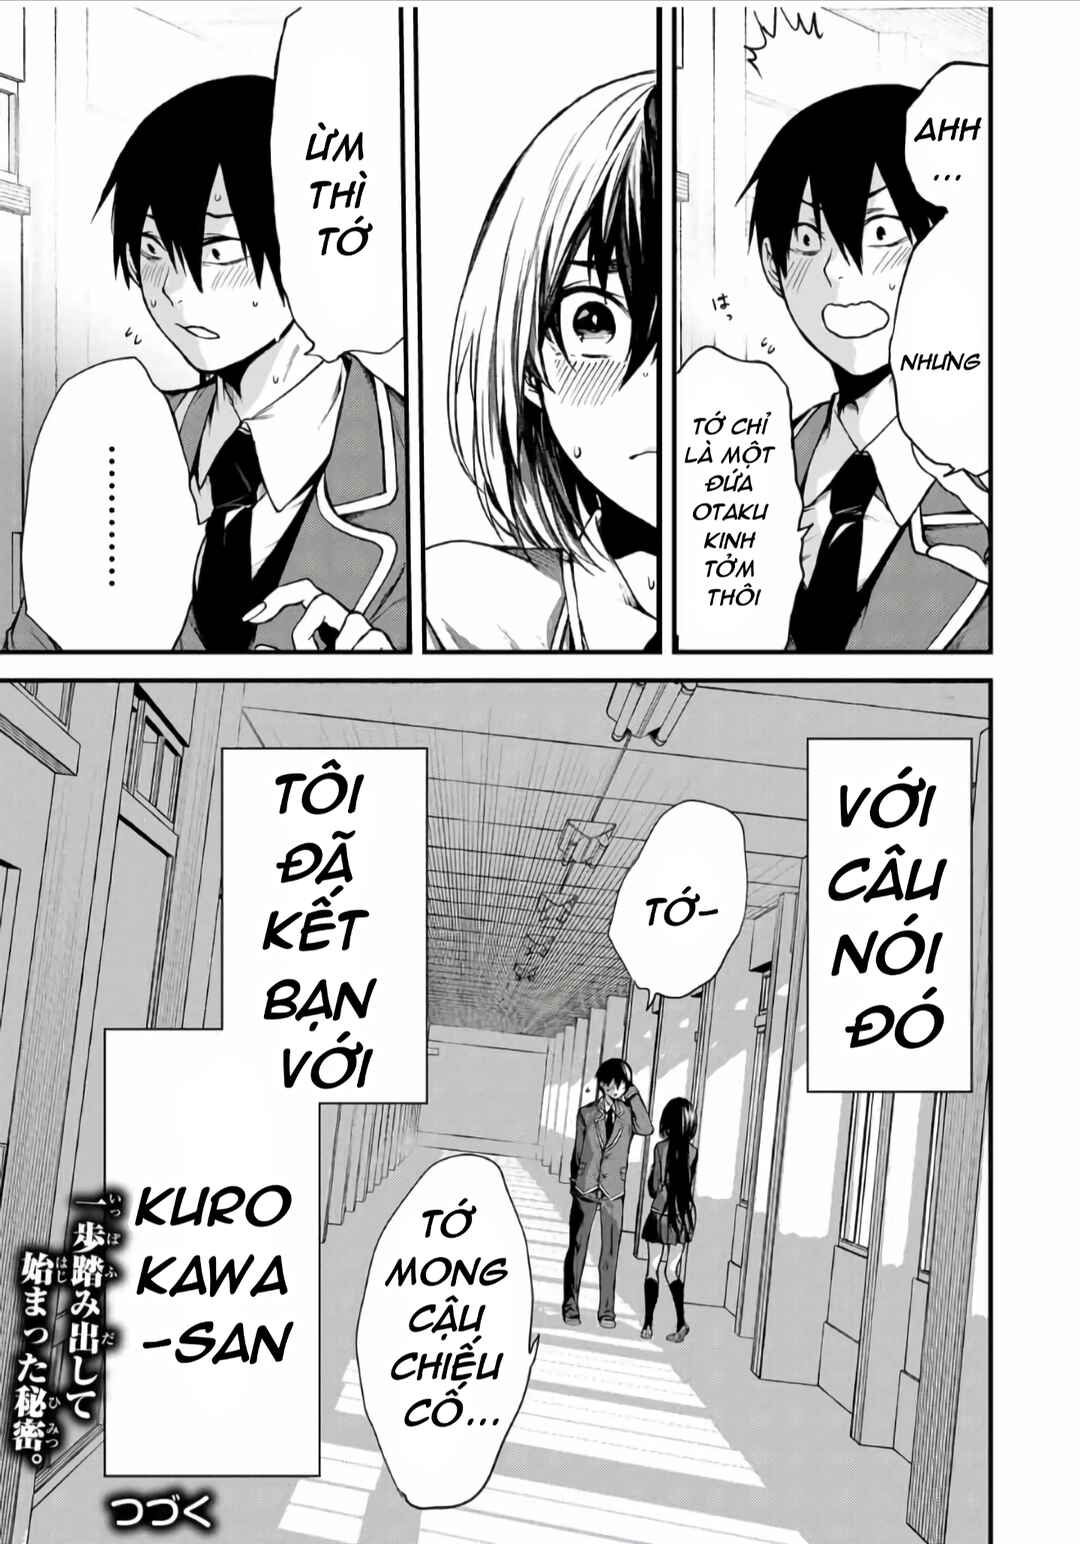 AHH
...
NHƯNG
はっ
TỚ CHỈ
LÀ MỘT
ĐỨA
OTAKU
KINH
TỞM
THÔI
ỪM
THÌ
TỚ
..........
VỚI
CÂU
NÓI
ĐÓ
TỚ-
TÔI
ĐÃ
KẾT
BẠN
VỚI
KURO
KAWA
-SAN
TỚ
MONG
CẬU
CHIẾU
CỐ...
一歩踏み出して
始まった秘密。
つづく